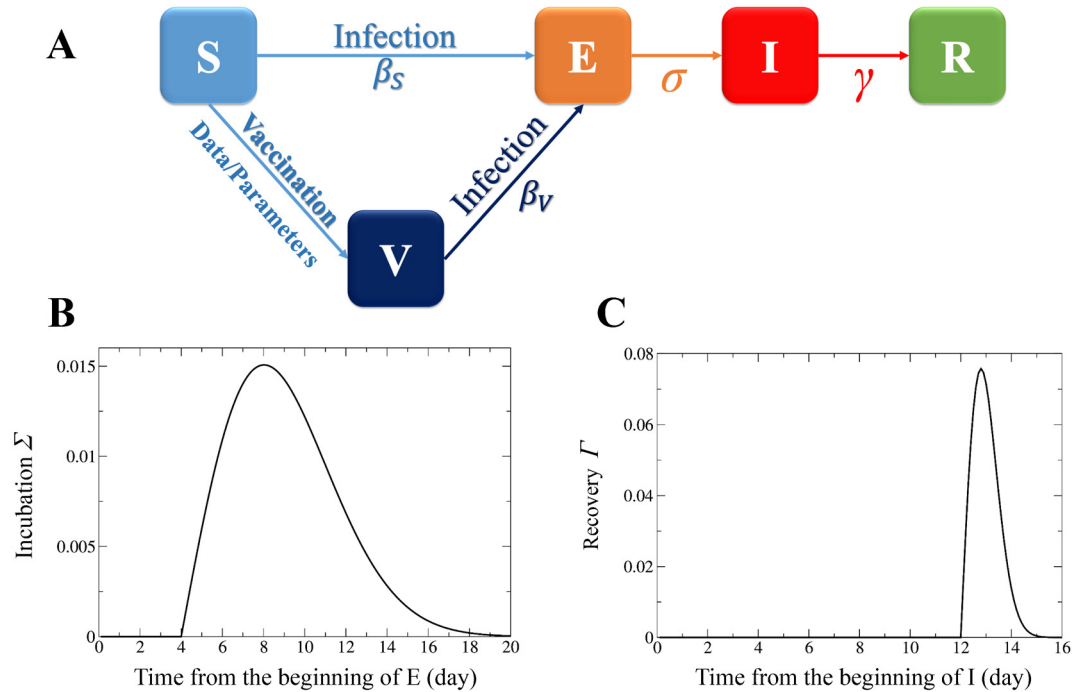 A
S
Infection
βS
E
σ
I
γ
R
Vaccination
Data/Parameters
Infection
βV
V
B
0.015
0.01
0.005
0
0 2 4 6 8 10 12 14 16 18 20
Incubation Σ
Time from the beginning of E (day)
C
0.08
0.06
0.04
0.02
0
0 2 4 6 8 10 12 14 16
Recovery Γ
Time from the beginning of I (day)